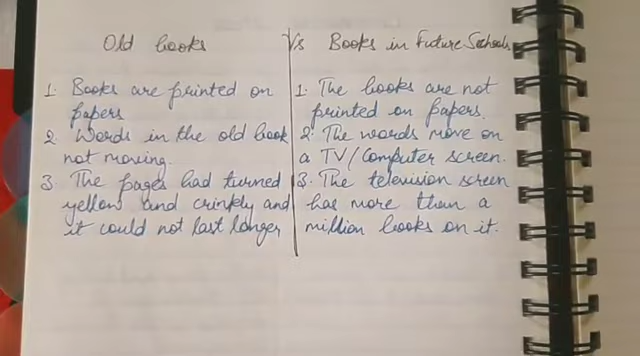 Old books Vs Books in Future Schools
1. Books are printed on
papers
2. Words in the old book
not moving.
3. The pages had turned
yellow and crinkly and
it could not last longer
1. The books are not
printed on papers.
2. The words move on
a TV/Computer screen.
3. The television screen
has more than a
million books on it.